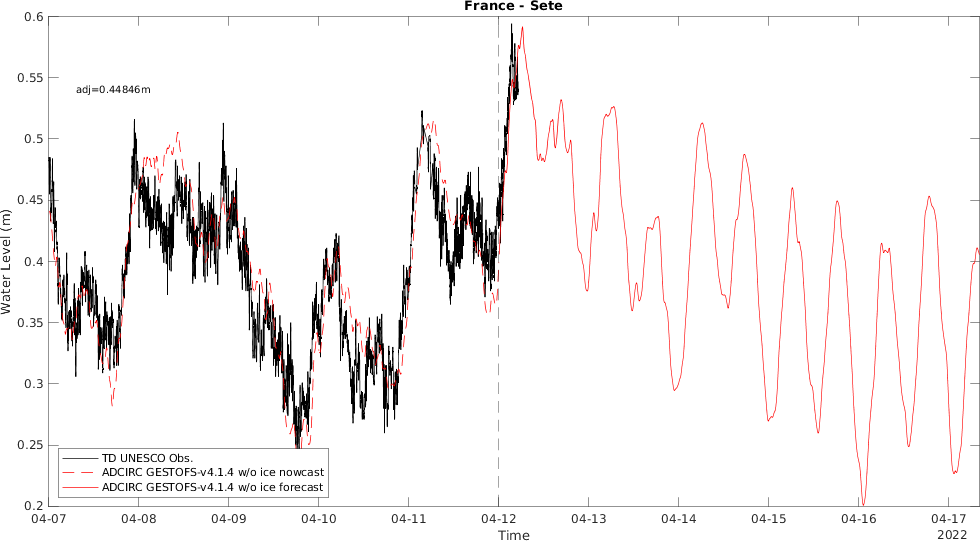 France - Sete
0.6
0.55
0.5
0.45
0.4
0.35
0.3
0.25
0.2
Water Level (m)
adj=0.44846m
TD UNESCO Obs.
ADCIRC GESTOFS-v4.1.4 w/o ice nowcast
ADCIRC GESTOFS-v4.1.4 w/o ice forecast
04-07 04-08 04-09 04-10 04-11 04-12 04-13 04-14 04-15 04-16 04-17
Time
2022